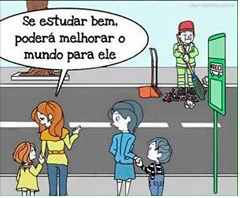 Se estudar bem,
poderá melhorar o
mundo para ele